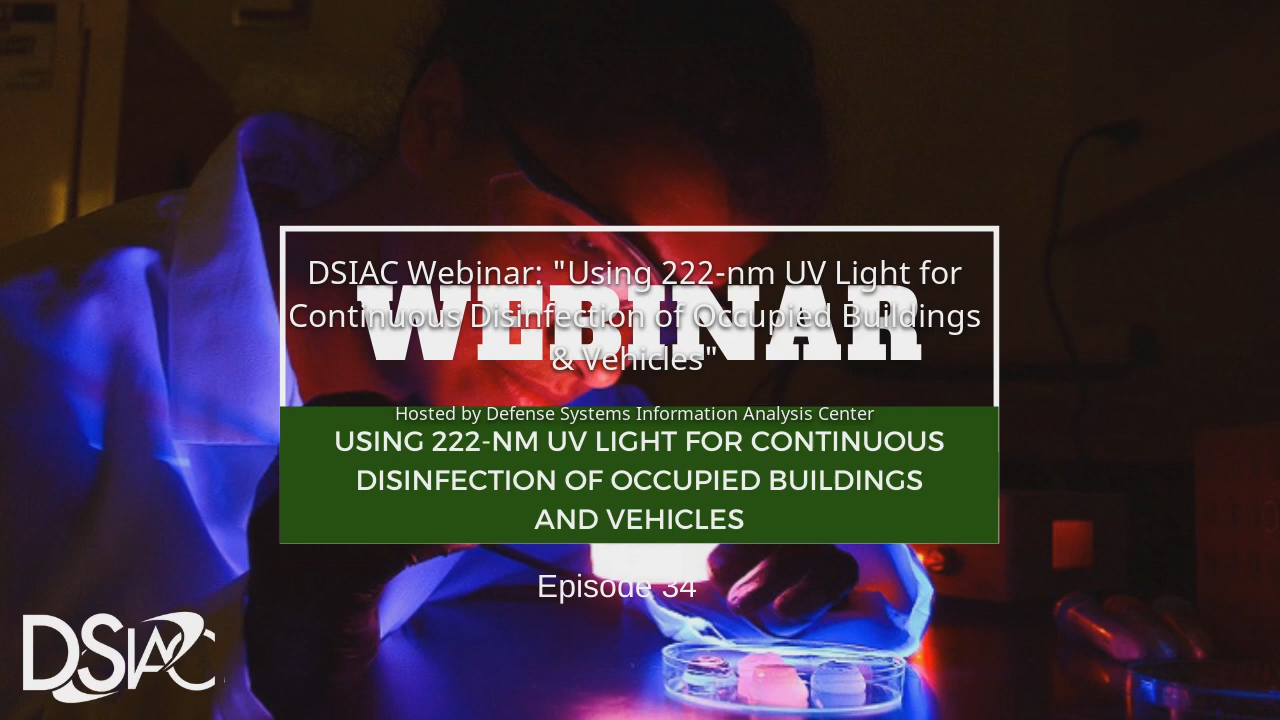 DSIAC Webinar: "Using 222-nm UV Light for
Continuous Disinfection of Occupied Buildings
& Vehicles"
WEBINAR
Hosted by Defense Systems Information Analysis Center
USING 222-NM UV LIGHT FOR CONTINUOUS
DISINFECTION OF OCCUPIED BUILDINGS
AND VEHICLES
Episode 34
DSIAC